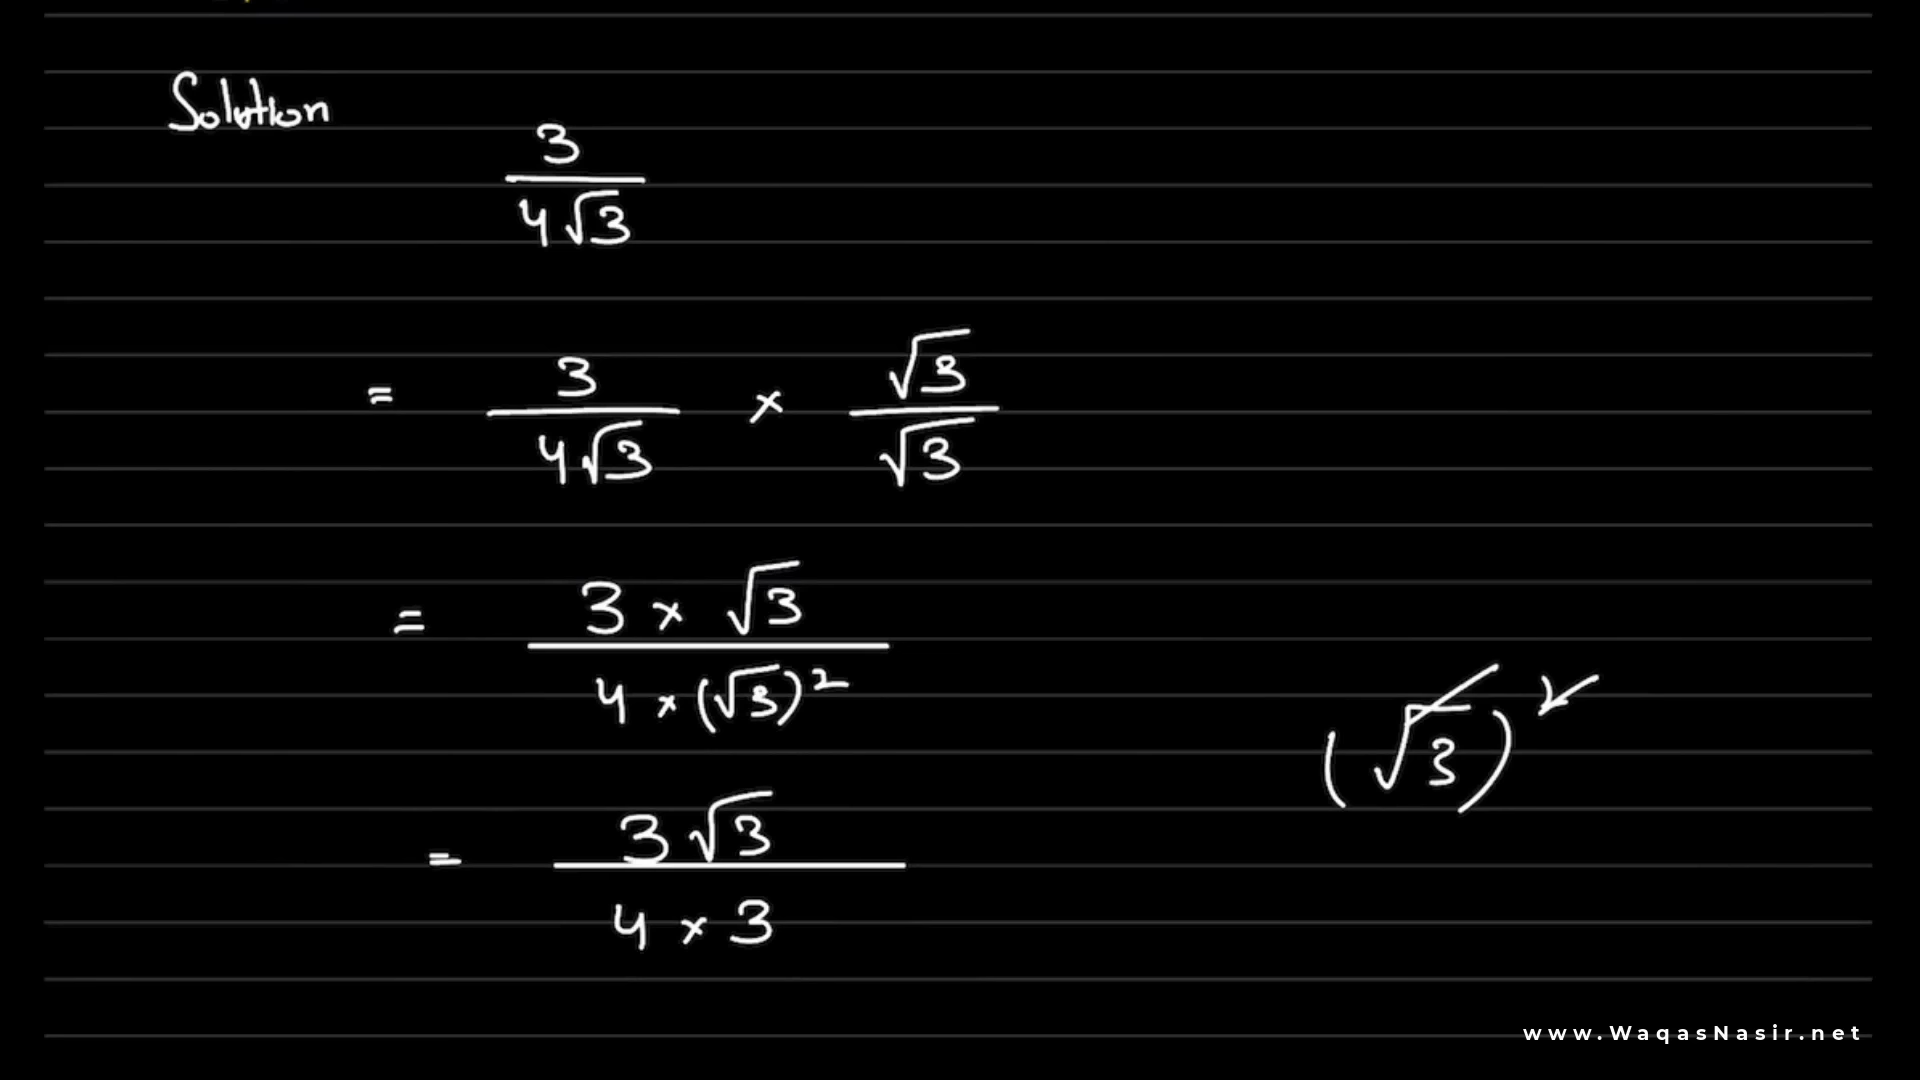 Solution
3
4√3
= 3 × √3
4√3 √3
= 3 × √3
4 × (√3)²
(√3)²
= 3√3
4 × 3
www.WaqasNasir.net